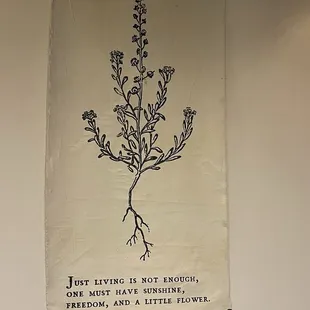 Just living is not enough,
one must have sunshine,
freedom, and a little flower.